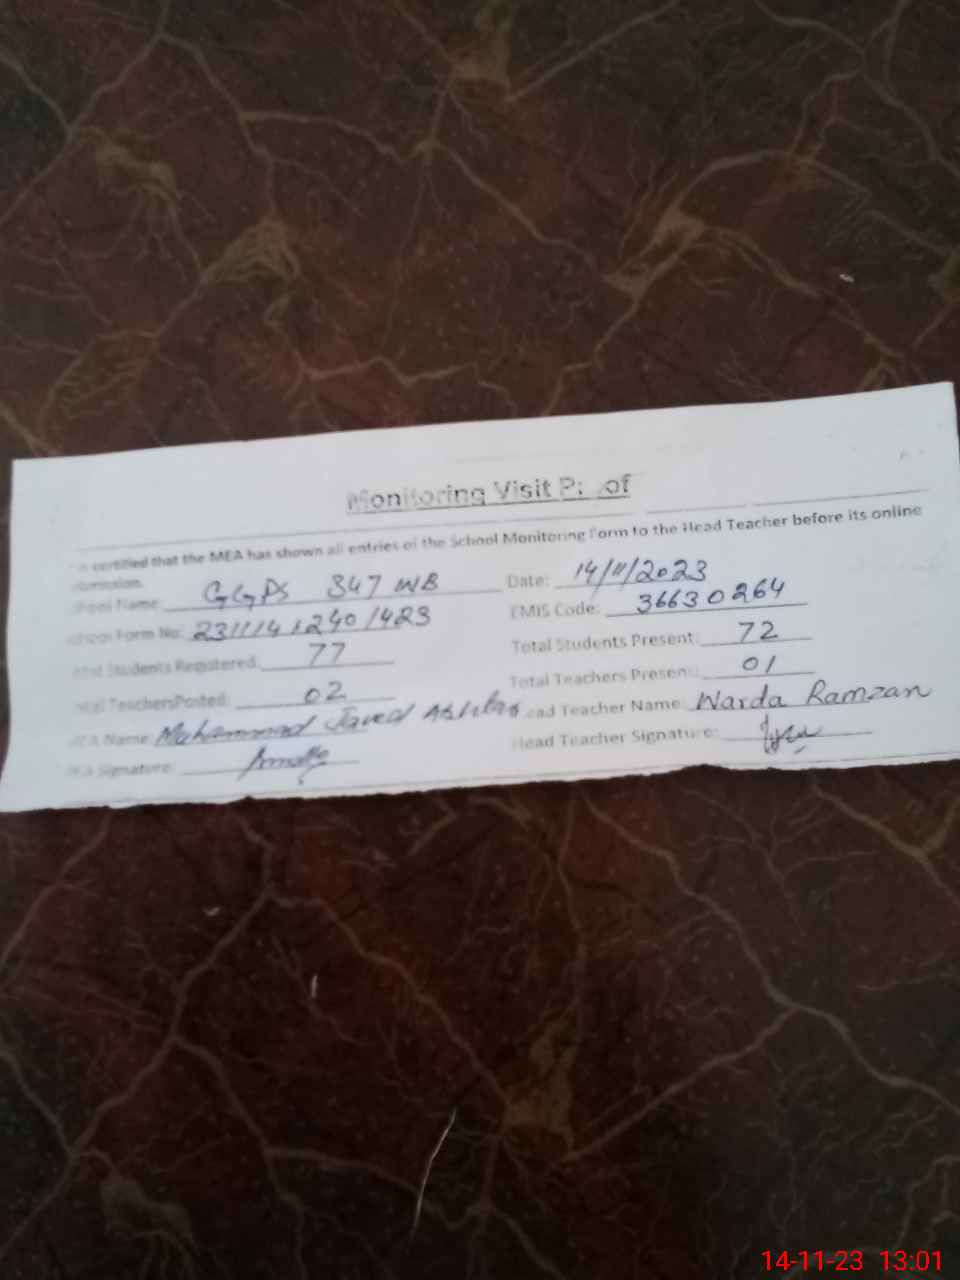 Monitoring Visit P: of
certified that the MEA has shown all entries of the School Monitoring Form to the Head Teacher before its online
School Name: GGPS 347 WB Date: 14/11/2023
School Form No: EMIS Code: 36630264
Total Students Registered: 77 Total Students Present: 72
Total TeachersPosted: 02 Total Teachers Present: 01
MEA Name: Muhammad Javed Head Teacher Name: Warda Ramzan
MEA Signature: Head Teacher Signature:
14-11-23 13:01